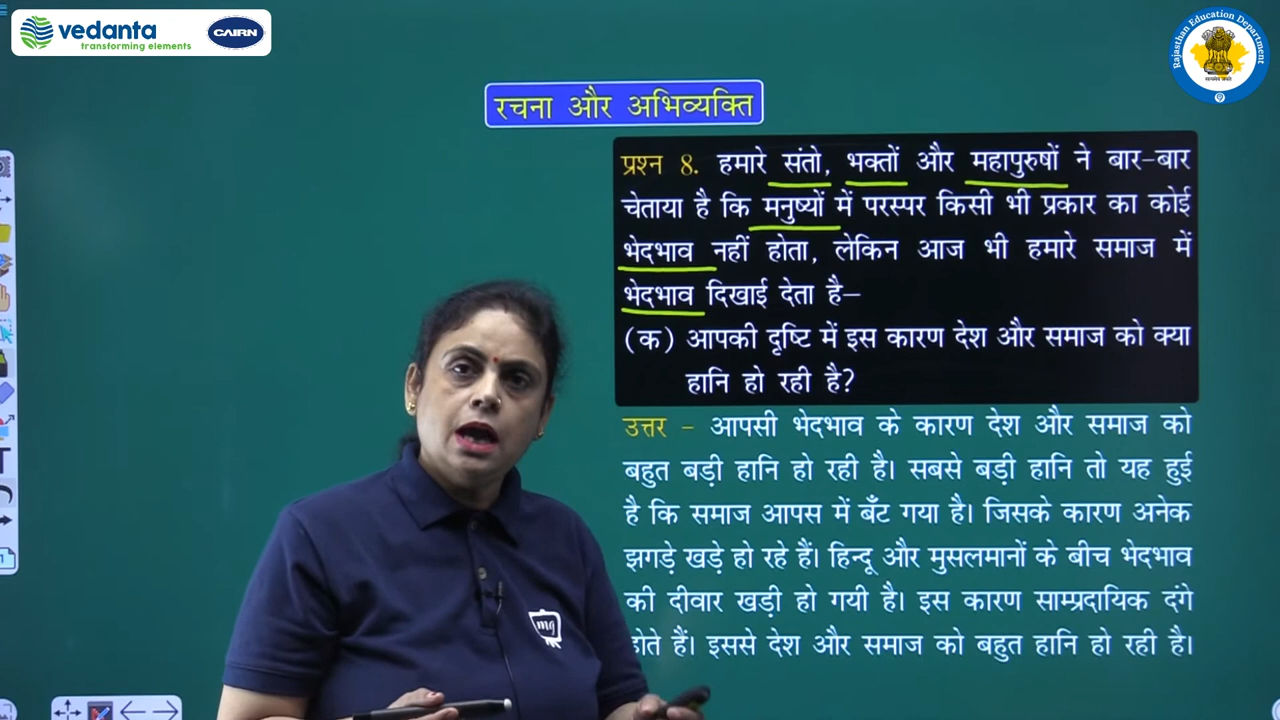 vedanta
transforming elements
CAIRN
Rajasthan Education Department
रचना और अभिव्यक्ति
प्रश्न 8. हमारे संतो, भक्तों और महापुरुषों ने बार-बार
चेताया है कि मनुष्यों में परस्पर किसी भी प्रकार का कोई
भेदभाव नहीं होता, लेकिन आज भी हमारे समाज में
भेदभाव दिखाई देता है–
(क) आपकी दृष्टि में इस कारण देश और समाज को क्या
हानि हो रही है?
उत्तर - आपसी भेदभाव के कारण देश और समाज को
बहुत बड़ी हानि हो रही है। सबसे बड़ी हानि तो यह हुई
है कि समाज आपस में बँट गया है। जिसके कारण अनेक
झगड़े खड़े हो रहे हैं। हिन्दू और मुसलमानों के बीच भेदभाव
की दीवार खड़ी हो गयी है। इस कारण साम्प्रदायिक दंगे
होते हैं। इससे देश और समाज को बहुत हानि हो रही है।
mg